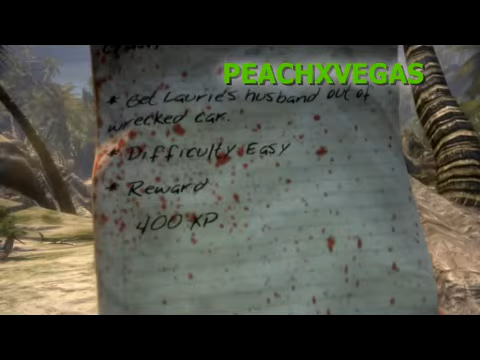 PEACHXVEGAS
* Get Laurie's husband out of
wrecked car.
* Difficulty Easy
* Reward
400 XP